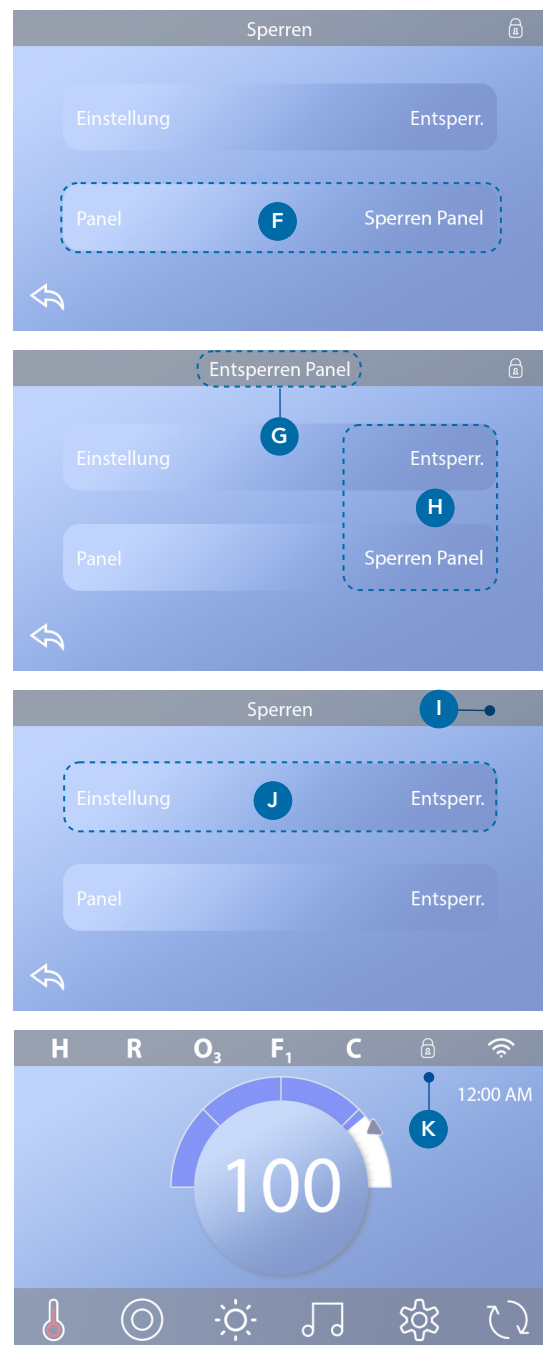 Sperren
Einstellung Entsperr.
Panel F Sperren Panel
Entsperren Panel
G
Einstellung Entsperr.
H
Panel Sperren Panel
Sperren I
Einstellung J Entsperr.
Panel Entsperr.
H R O₃ F₁ C
12:00 AM
K
100